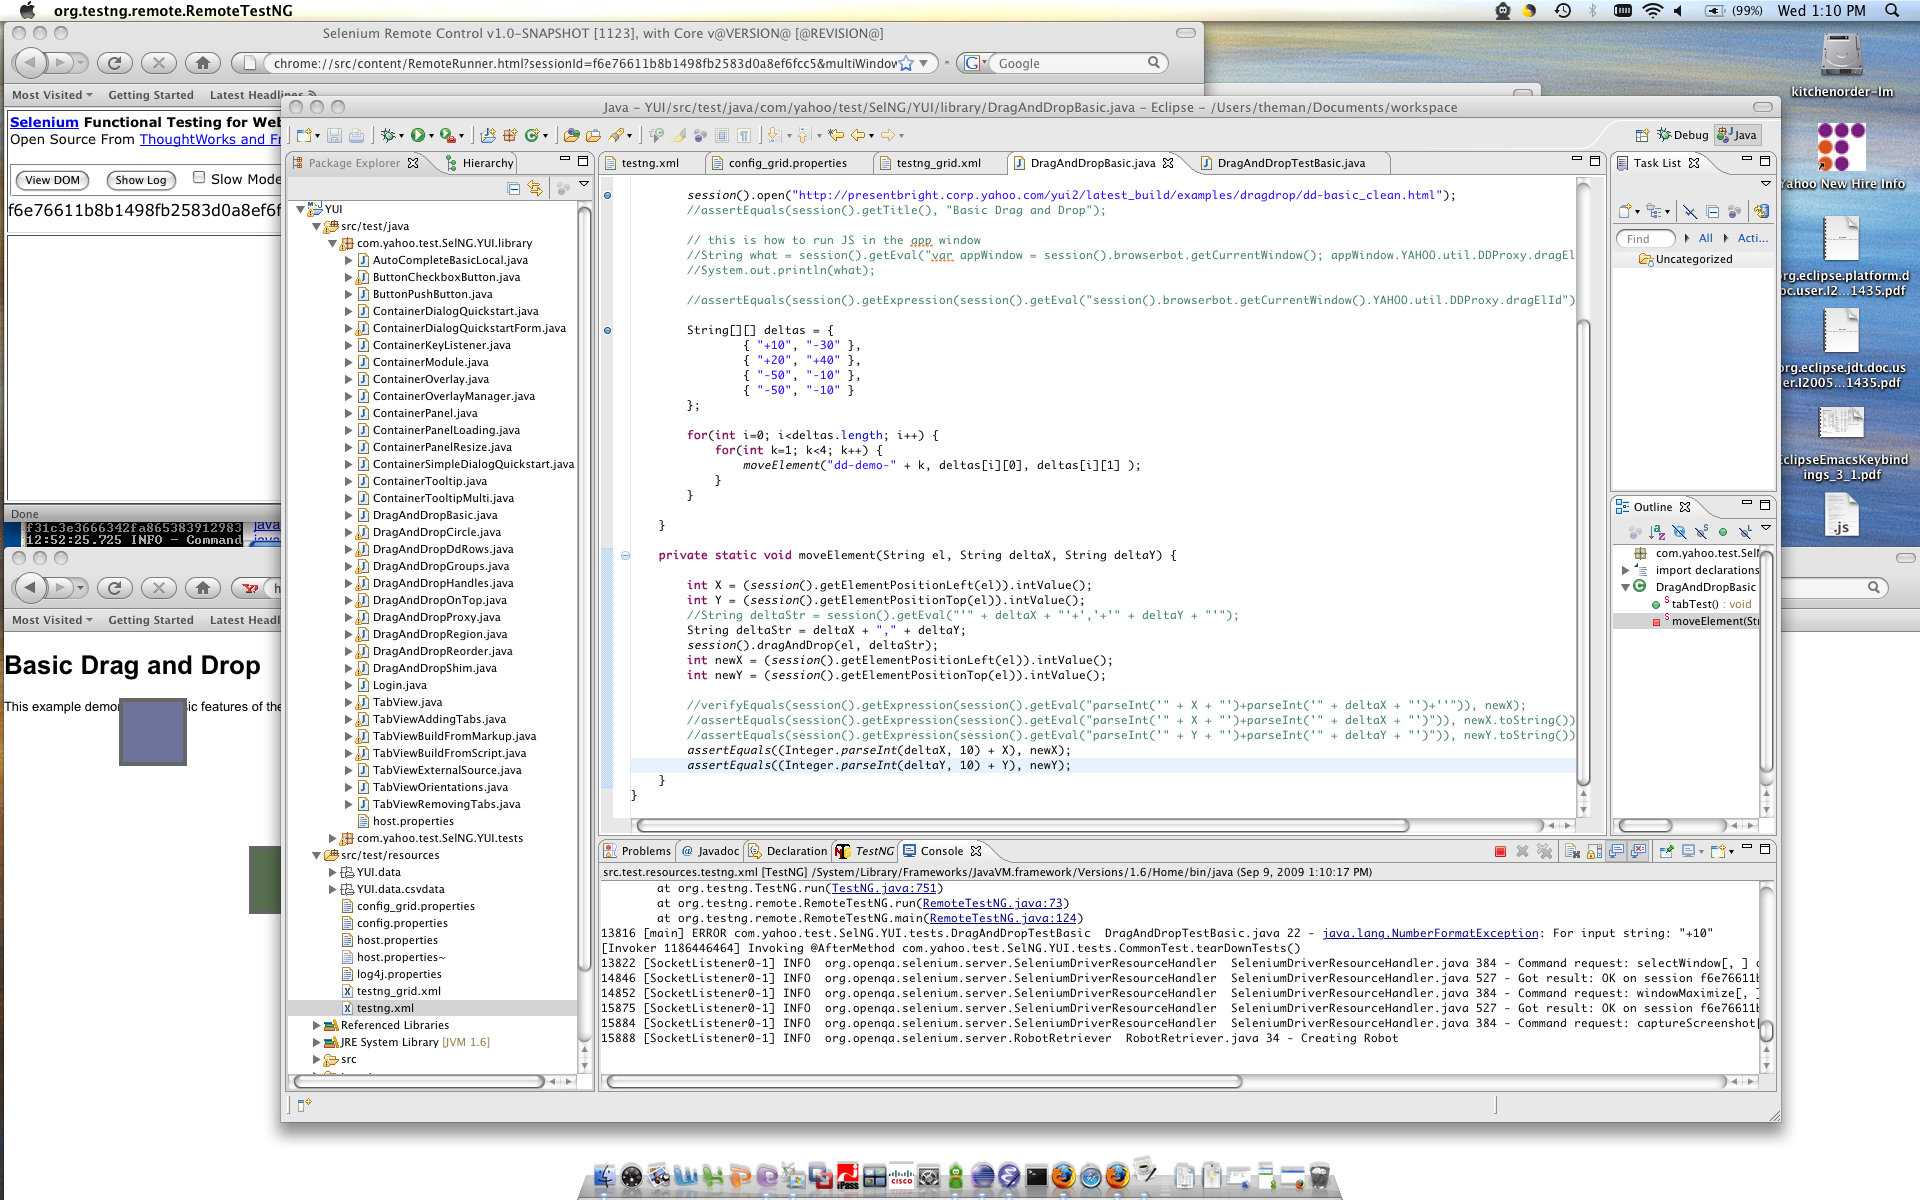 org.testng.remote.RemoteTestNG
(99%) Wed 1:10 PM
Selenium Remote Control v1.0-SNAPSHOT [1123], with Core v@VERSION@ [@REVISION@]
chrome://src/content/RemoteRunner.html?sessionId=f6e76611b8b1498fb2583d0a8ef6fcc5&multiWindow
Google
Most Visited Getting Started Latest Headlines
Selenium Functional Testing for Web
Open Source From ThoughtWorks and Fr
View DOM Show Log Slow Mode
f6e76611b8b1498fb2583d0a8ef6f
Done
f31c3e3666342fa865383912983 java
12:52:25.725 INFO - Command
Most Visited Getting Started Latest Headl
Basic Drag and Drop
This example demo sic features of the
Java - YUI/src/test/java/com/yahoo/test/SelNG/YUI/library/DragAndDropBasic.java - Eclipse - /Users/theman/Documents/workspace
Debug Java
Package Explorer Hierarchy
YUI
src/test/java
com.yahoo.test.SelNG.YUI.library
AutoCompleteBasicLocal.java
ButtonCheckboxButton.java
ButtonPushButton.java
ContainerDialogQuickstart.java
ContainerDialogQuickstartForm.java
ContainerKeyListener.java
ContainerModule.java
ContainerOverlay.java
ContainerOverlayManager.java
ContainerPanel.java
ContainerPanelLoading.java
ContainerPanelResize.java
ContainerSimpleDialogQuickstart.java
ContainerTooltip.java
ContainerTooltipMulti.java
DragAndDropBasic.java
DragAndDropCircle.java
DragAndDropDdRows.java
DragAndDropGroups.java
DragAndDropHandles.java
DragAndDropOnTop.java
DragAndDropProxy.java
DragAndDropRegion.java
DragAndDropReorder.java
DragAndDropShim.java
Login.java
TabView.java
TabViewAddingTabs.java
TabViewBuildFromMarkup.java
TabViewBuildFromScript.java
TabViewExternalSource.java
TabViewOrientations.java
TabViewRemovingTabs.java
host.properties
com.yahoo.test.SelNG.YUI.tests
src/test/resources
YUI.data
YUI.data.csvdata
config_grid.properties
config.properties
host.properties
host.properties~
log4j.properties
testng_grid.xml
testng.xml
Referenced Libraries
JRE System Library [JVM 1.6]
src
testng.xml config_grid.properties testng_grid.xml DragAndDropBasic.java DragAndDropTestBasic.java
session().open("http://presentbright.corp.yahoo.com/yui2/latest_build/examples/dragdrop/dd-basic_clean.html");
//assertEquals(session().getTitle(), "Basic Drag and Drop");
// this is how to run JS in the app window
//String what = session().getEval("var appWindow = session().browserbot.getCurrentWindow(); appWindow.YAHOO.util.DDProxy.dragEl
//System.out.println(what);
//assertEquals(session().getExpression(session().getEval("session().browserbot.getCurrentWindow().YAHOO.util.DDProxy.dragElId")
String[][] deltas = {
{ "+10", "-30" },
{ "+20", "+40" },
{ "-50", "-10" },
{ "-50", "-10" }
};
for(int i=0; i<deltas.length; i++) {
for(int k=1; k<4; k++) {
moveElement("dd-demo-" + k, deltas[i][0], deltas[i][1] );
}
}
}
private static void moveElement(String el, String deltaX, String deltaY) {
int X = (session().getElementPositionLeft(el)).intValue();
int Y = (session().getElementPositionTop(el)).intValue();
//String deltaStr = session().getEval("'" + deltaX + "'+','+'" + deltaY + "'");
String deltaStr = deltaX + "," + deltaY;
session().dragAndDrop(el, deltaStr);
int newX = (session().getElementPositionLeft(el)).intValue();
int newY = (session().getElementPositionTop(el)).intValue();
//verifyEquals(session().getExpression(session().getEval("parseInt('" + X + "')+parseInt('" + deltaX + "')+''")), newX);
//assertEquals(session().getExpression(session().getEval("parseInt('" + X + "')+parseInt('" + deltaX + "')")), newX.toString())
//assertEquals(session().getExpression(session().getEval("parseInt('" + Y + "')+parseInt('" + deltaY + "')")), newY.toString())
assertEquals((Integer.parseInt(deltaX, 10) + X), newX);
assertEquals((Integer.parseInt(deltaY, 10) + Y), newY);
}
}
Problems Javadoc Declaration TestNG Console
src.test.resources.testng.xml [TestNG] /System/Library/Frameworks/JavaVM.framework/Versions/1.6/Home/bin/java (Sep 9, 2009 1:10:17 PM)
at org.testng.TestNG.run(TestNG.java:751)
at org.testng.remote.RemoteTestNG.run(RemoteTestNG.java:73)
at org.testng.remote.RemoteTestNG.main(RemoteTestNG.java:124)
13816 [main] ERROR com.yahoo.test.SelNG.YUI.tests.DragAndDropTestBasic DragAndDropTestBasic.java 22 - java.lang.NumberFormatException: For input string: "+10"
[Invoker 1186446464] Invoking @AfterMethod com.yahoo.test.SelNG.YUI.tests.CommonTest.tearDownTests()
13822 [SocketListener0-1] INFO org.openqa.selenium.server.SeleniumDriverResourceHandler SeleniumDriverResourceHandler.java 384 - Command request: selectWindow[, ]
14846 [SocketListener0-1] INFO org.openqa.selenium.server.SeleniumDriverResourceHandler SeleniumDriverResourceHandler.java 527 - Got result: OK on session f6e76611b
14852 [SocketListener0-1] INFO org.openqa.selenium.server.SeleniumDriverResourceHandler SeleniumDriverResourceHandler.java 384 - Command request: windowMaximize[,
15875 [SocketListener0-1] INFO org.openqa.selenium.server.SeleniumDriverResourceHandler SeleniumDriverResourceHandler.java 527 - Got result: OK on session f6e76611b
15884 [SocketListener0-1] INFO org.openqa.selenium.server.SeleniumDriverResourceHandler SeleniumDriverResourceHandler.java 384 - Command request: captureScreenshot
15888 [SocketListener0-1] INFO org.openqa.selenium.server.RobotRetriever RobotRetriever.java 34 - Creating Robot
Task List
Find All Acti...
Uncategorized
Outline
com.yahoo.test.SelN
import declarations
DragAndDropBasic
tabTest() : void
moveElement(Str
kitchenorder-lm
Yahoo New Hire Info
org.eclipse.platform.d
oc.user.I2...1435.pdf
org.eclipse.jdt.doc.us
er.I2005...1435.pdf
EclipseEmacsKeybind
ings_3_1.pdf
.js
iPass
CISCO